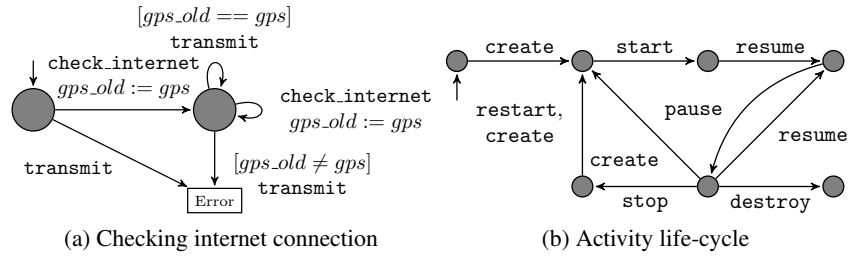 [gps_old == gps]
transmit
check_internet
gps_old := gps
check_internet
gps_old := gps
transmit
[gps_old ≠ gps]
transmit
Error
(a) Checking internet connection
create
start
resume
restart,
create
pause
resume
create
stop
destroy
(b) Activity life-cycle